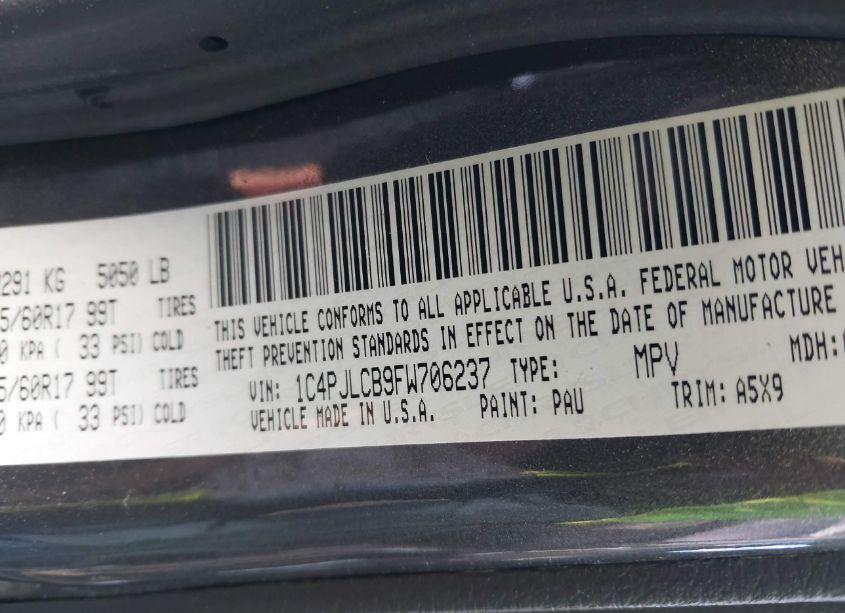 2291 KG 5050 LB
5/60R17 99T TIRES
0 KPA ( 33 PSI) COLD
5/60R17 99T TIRES
0 KPA ( 33 PSI) COLD
THIS VEHICLE CONFORMS TO ALL APPLICABLE U.S.A. FEDERAL MOTOR VEH
THEFT PREVENTION STANDARDS IN EFFECT ON THE DATE OF MANUFACTURE
VIN: 1C4PJLCB9FW706237 TYPE: MPV MDH:
VEHICLE MADE IN U.S.A. PAINT: PAU TRIM: A5X9